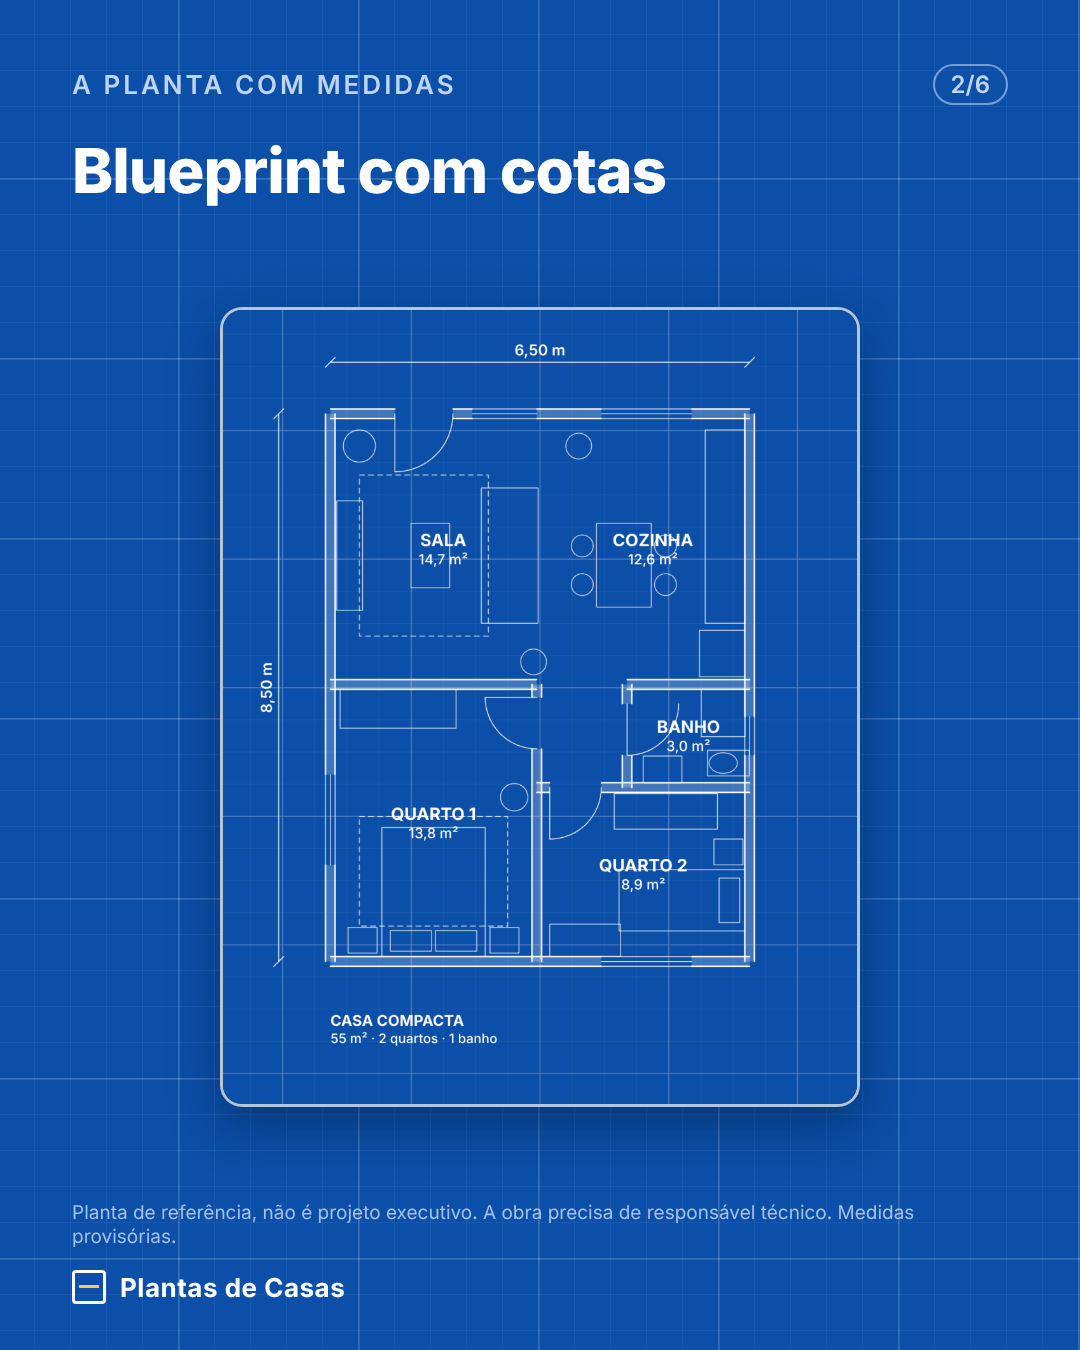 A PLANTA COM MEDIDAS
2/6
Blueprint com cotas
6,50 m
8,50 m
SALA
14,7 m²
COZINHA
12,6 m²
BANHO
3,0 m²
QUARTO 1
13,8 m²
QUARTO 2
8,9 m²
CASA COMPACTA
55 m² · 2 quartos · 1 banho
Planta de referência, não é projeto executivo. A obra precisa de responsável técnico. Medidas
provisórias.
Plantas de Casas